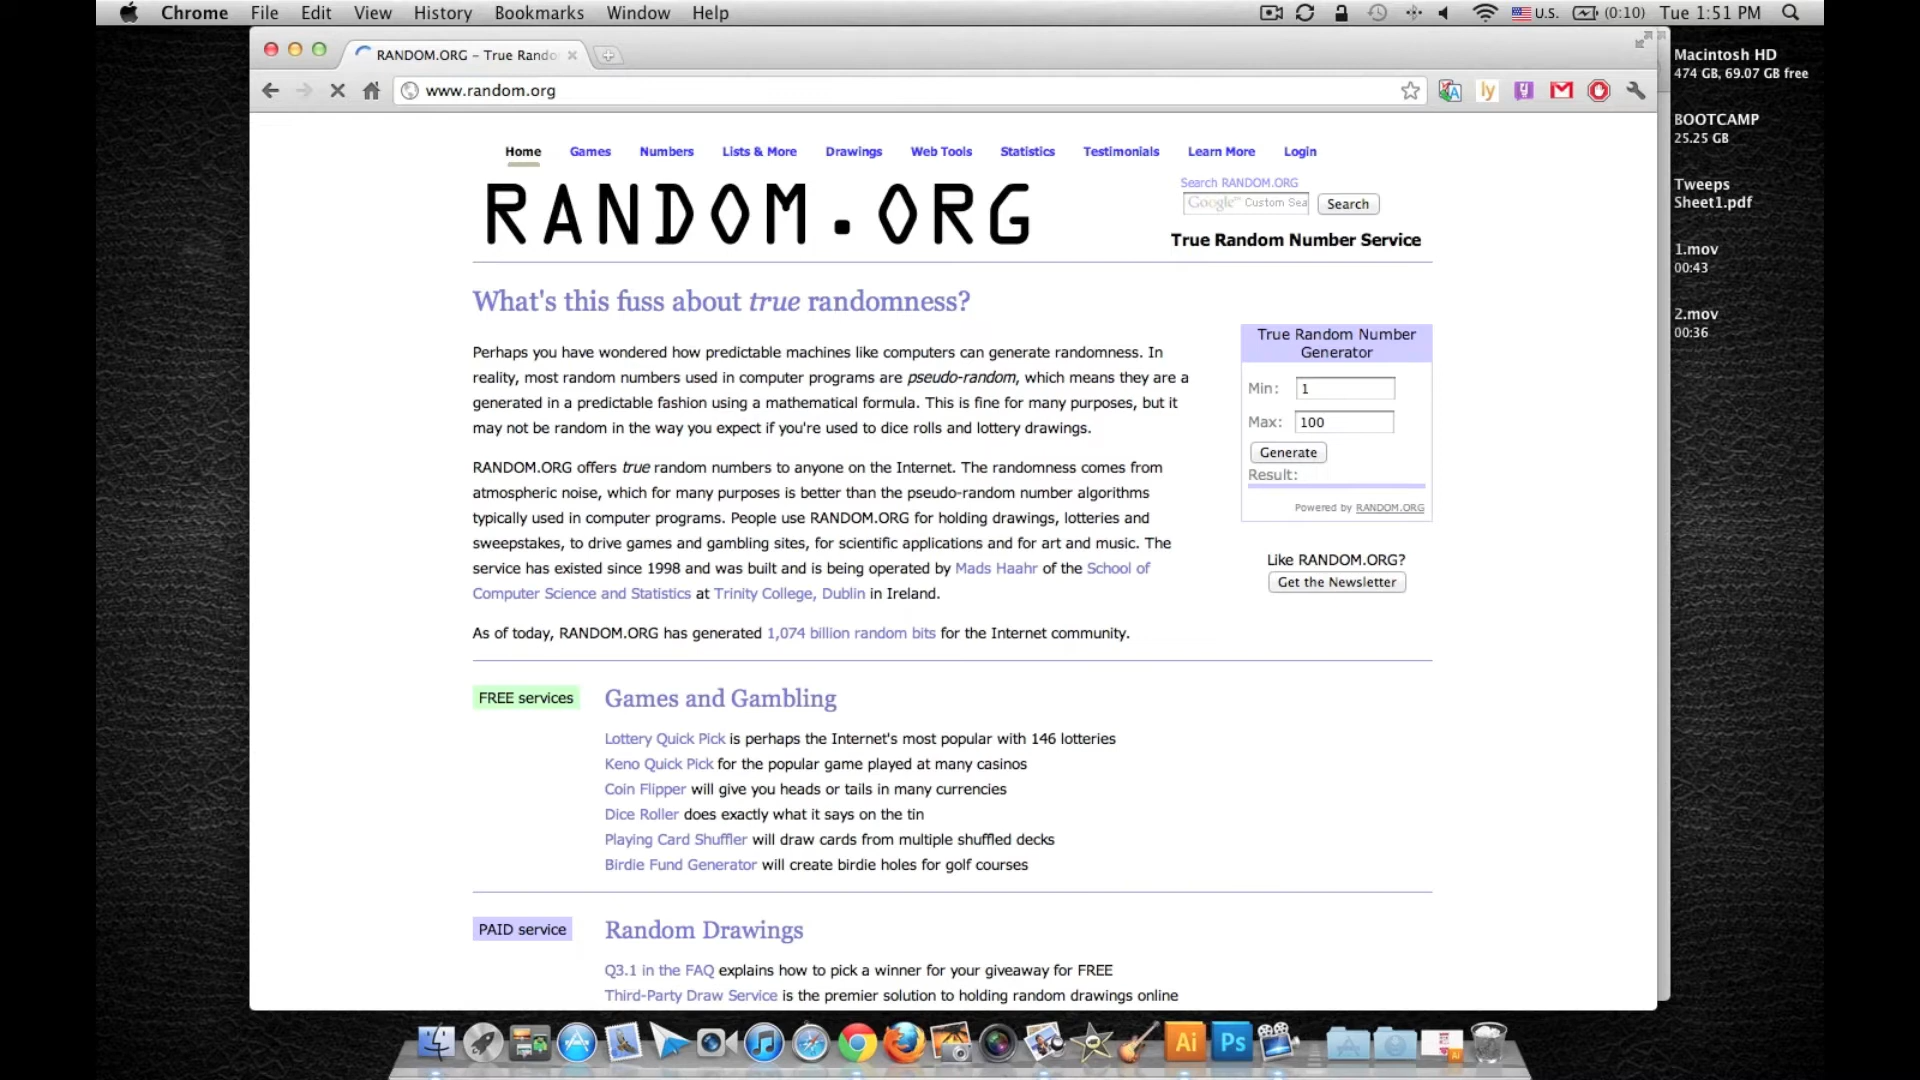 Chrome File Edit View History Bookmarks Window Help U.S. (0:10) Tue 1:51 PM
RANDOM.ORG – True Rando
www.random.org
Macintosh HD
474 GB, 69.07 GB free
BOOTCAMP
25.25 GB
Tweeps
Sheet1.pdf
1.mov
00:43
2.mov
00:36
Home Games Numbers Lists & More Drawings Web Tools Statistics Testimonials Learn More Login
RANDOM.ORG
Search RANDOM.ORG
Google™ Custom Sea Search
True Random Number Service
What's this fuss about true randomness?
Perhaps you have wondered how predictable machines like computers can generate randomness. In
reality, most random numbers used in computer programs are pseudo-random, which means they are a
generated in a predictable fashion using a mathematical formula. This is fine for many purposes, but it
may not be random in the way you expect if you're used to dice rolls and lottery drawings.
RANDOM.ORG offers true random numbers to anyone on the Internet. The randomness comes from
atmospheric noise, which for many purposes is better than the pseudo-random number algorithms
typically used in computer programs. People use RANDOM.ORG for holding drawings, lotteries and
sweepstakes, to drive games and gambling sites, for scientific applications and for art and music. The
service has existed since 1998 and was built and is being operated by Mads Haahr of the School of
Computer Science and Statistics at Trinity College, Dublin in Ireland.
As of today, RANDOM.ORG has generated 1,074 billion random bits for the Internet community.
True Random Number
Generator
Min: 1
Max: 100
Generate
Result:
Powered by RANDOM.ORG
Like RANDOM.ORG?
Get the Newsletter
FREE services
Games and Gambling
Lottery Quick Pick is perhaps the Internet's most popular with 146 lotteries
Keno Quick Pick for the popular game played at many casinos
Coin Flipper will give you heads or tails in many currencies
Dice Roller does exactly what it says on the tin
Playing Card Shuffler will draw cards from multiple shuffled decks
Birdie Fund Generator will create birdie holes for golf courses
PAID service
Random Drawings
Q3.1 in the FAQ explains how to pick a winner for your giveaway for FREE
Third-Party Draw Service is the premier solution to holding random drawings online
Ai Ps